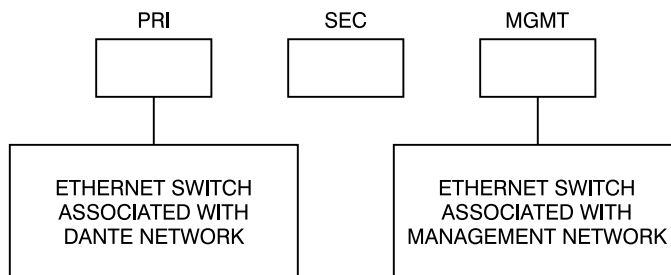 PRI SEC MGMT
ETHERNET SWITCH
ASSOCIATED WITH
DANTE NETWORK
ETHERNET SWITCH
ASSOCIATED WITH
MANAGEMENT NETWORK